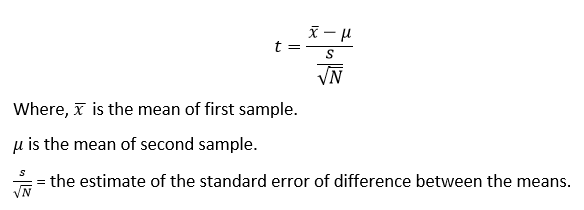 t = (x̄ − μ) / (s / √N)
Where, x̄ is the mean of first sample.
μ is the mean of second sample.
s/√N = the estimate of the standard error of difference between the means.